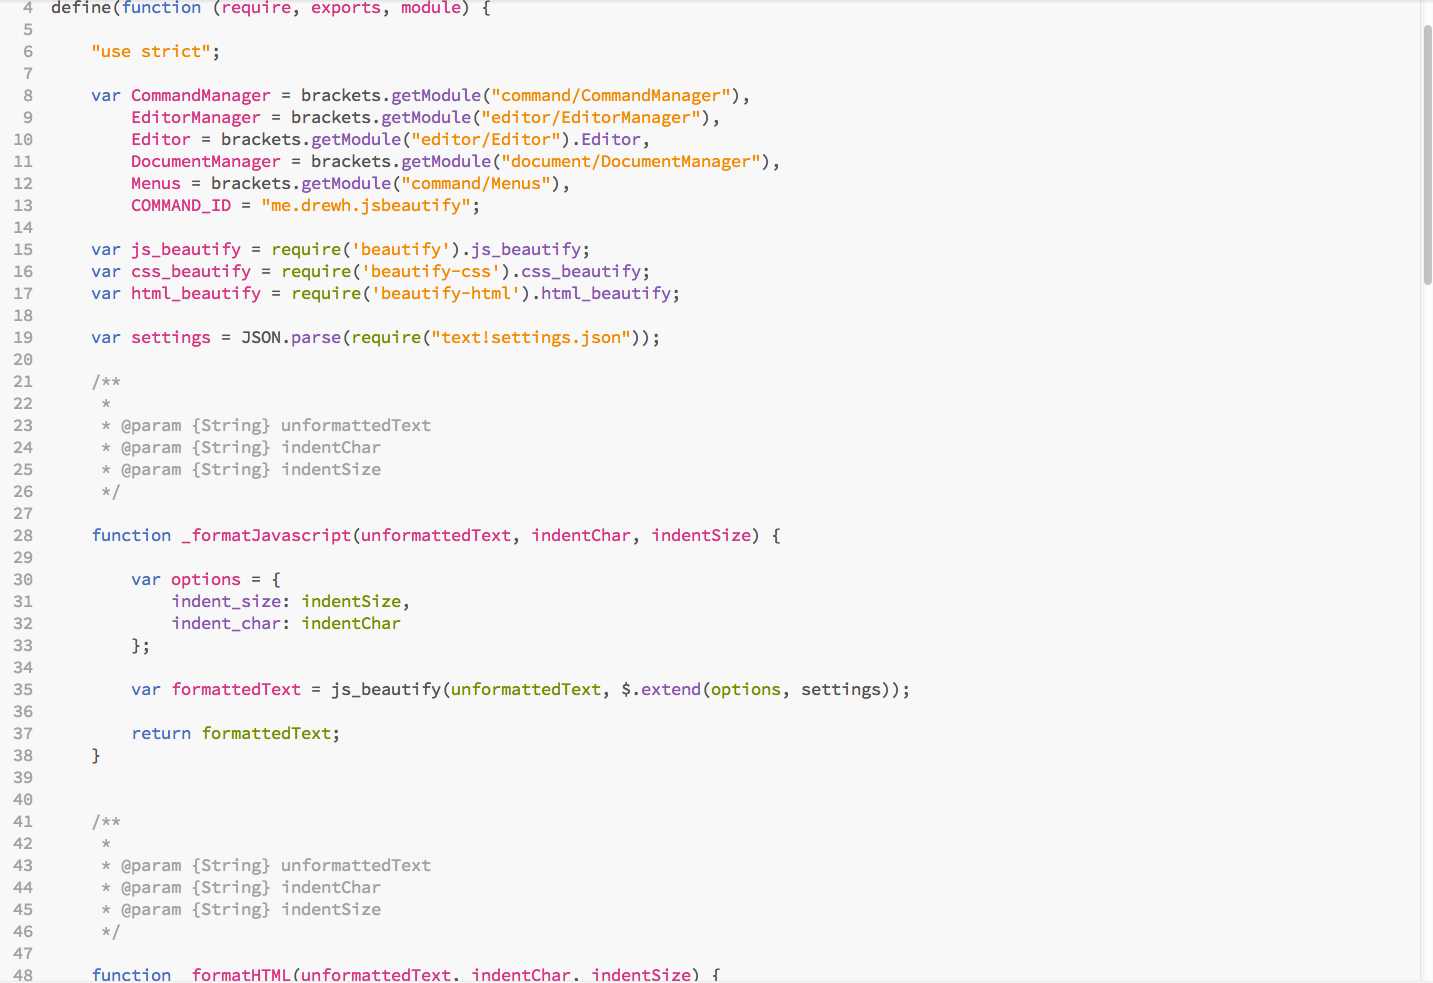 4 define(function (require, exports, module) {
5
6     "use strict";
7
8     var CommandManager = brackets.getModule("command/CommandManager"),
9         EditorManager = brackets.getModule("editor/EditorManager"),
10         Editor = brackets.getModule("editor/Editor").Editor,
11         DocumentManager = brackets.getModule("document/DocumentManager"),
12         Menus = brackets.getModule("command/Menus"),
13         COMMAND_ID = "me.drewh.jsbeautify";
14
15     var js_beautify = require('beautify').js_beautify;
16     var css_beautify = require('beautify-css').css_beautify;
17     var html_beautify = require('beautify-html').html_beautify;
18
19     var settings = JSON.parse(require("text!settings.json"));
20
21     /**
22      *
23      * @param {String} unformattedText
24      * @param {String} indentChar
25      * @param {String} indentSize
26      */
27
28     function _formatJavascript(unformattedText, indentChar, indentSize) {
29
30         var options = {
31             indent_size: indentSize,
32             indent_char: indentChar
33         };
34
35         var formattedText = js_beautify(unformattedText, $.extend(options, settings));
36
37         return formattedText;
38     }
39
40
41     /**
42      *
43      * @param {String} unformattedText
44      * @param {String} indentChar
45      * @param {String} indentSize
46      */
47
48     function _formatHTML(unformattedText, indentChar, indentSize) {